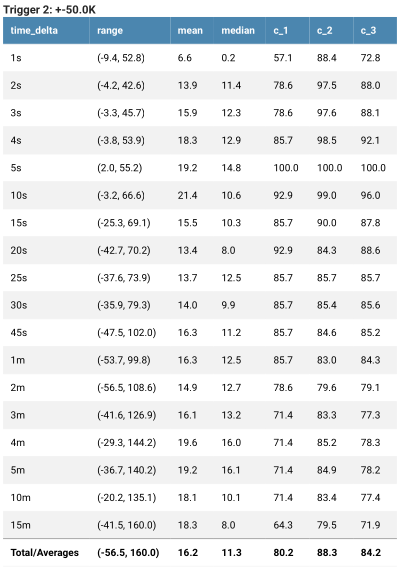 Trigger 2: +-50.0K
time_delta range mean median c_1 c_2 c_3
1s (-9.4, 52.8) 6.6 0.2 57.1 88.4 72.8
2s (-4.2, 42.6) 13.9 11.4 78.6 97.5 88.0
3s (-3.3, 45.7) 15.9 12.3 78.6 97.6 88.1
4s (-3.8, 53.9) 18.3 12.9 85.7 98.5 92.1
5s (2.0, 55.2) 19.2 14.8 100.0 100.0 100.0
10s (-3.2, 66.6) 21.4 10.6 92.9 99.0 96.0
15s (-25.3, 69.1) 15.5 10.3 85.7 90.0 87.8
20s (-42.7, 70.2) 13.4 8.0 92.9 84.3 88.6
25s (-37.6, 73.9) 13.7 12.5 85.7 85.7 85.7
30s (-35.9, 79.3) 14.0 9.9 85.7 85.4 85.6
45s (-47.5, 102.0) 16.3 11.2 85.7 84.6 85.2
1m (-53.7, 99.8) 16.3 12.5 85.7 83.0 84.3
2m (-56.5, 108.6) 14.9 12.7 78.6 79.6 79.1
3m (-41.6, 126.9) 16.1 13.2 71.4 83.3 77.3
4m (-29.3, 144.2) 19.6 16.0 71.4 85.2 78.3
5m (-36.7, 140.2) 19.2 16.1 71.4 84.9 78.2
10m (-20.2, 135.1) 18.1 10.1 71.4 83.4 77.4
15m (-41.5, 160.0) 18.3 8.0 64.3 79.5 71.9
Total/Averages (-56.5, 160.0) 16.2 11.3 80.2 88.3 84.2